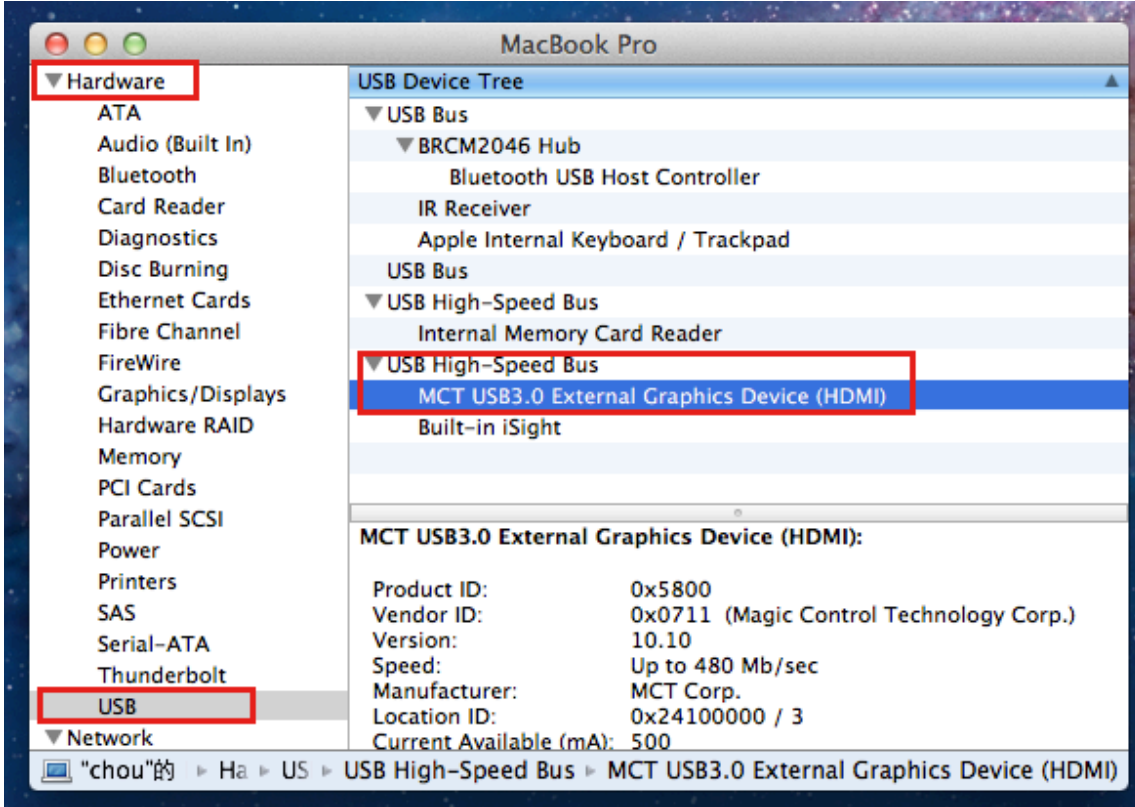 MacBook Pro
Hardware
ATA
Audio (Built In)
Bluetooth
Card Reader
Diagnostics
Disc Burning
Ethernet Cards
Fibre Channel
FireWire
Graphics/Displays
Hardware RAID
Memory
PCI Cards
Parallel SCSI
Power
Printers
SAS
Serial-ATA
Thunderbolt
USB
Network
USB Device Tree
USB Bus
BRCM2046 Hub
Bluetooth USB Host Controller
IR Receiver
Apple Internal Keyboard / Trackpad
USB Bus
USB High-Speed Bus
Internal Memory Card Reader
USB High-Speed Bus
MCT USB3.0 External Graphics Device (HDMI)
Built-in iSight
MCT USB3.0 External Graphics Device (HDMI):
Product ID: 0x5800
Vendor ID: 0x0711 (Magic Control Technology Corp.)
Version: 10.10
Speed: Up to 480 Mb/sec
Manufacturer: MCT Corp.
Location ID: 0x24100000 / 3
Current Available (mA): 500
"chou"的 ▸ Ha ▸ US ▸ USB High-Speed Bus ▸ MCT USB3.0 External Graphics Device (HDMI)